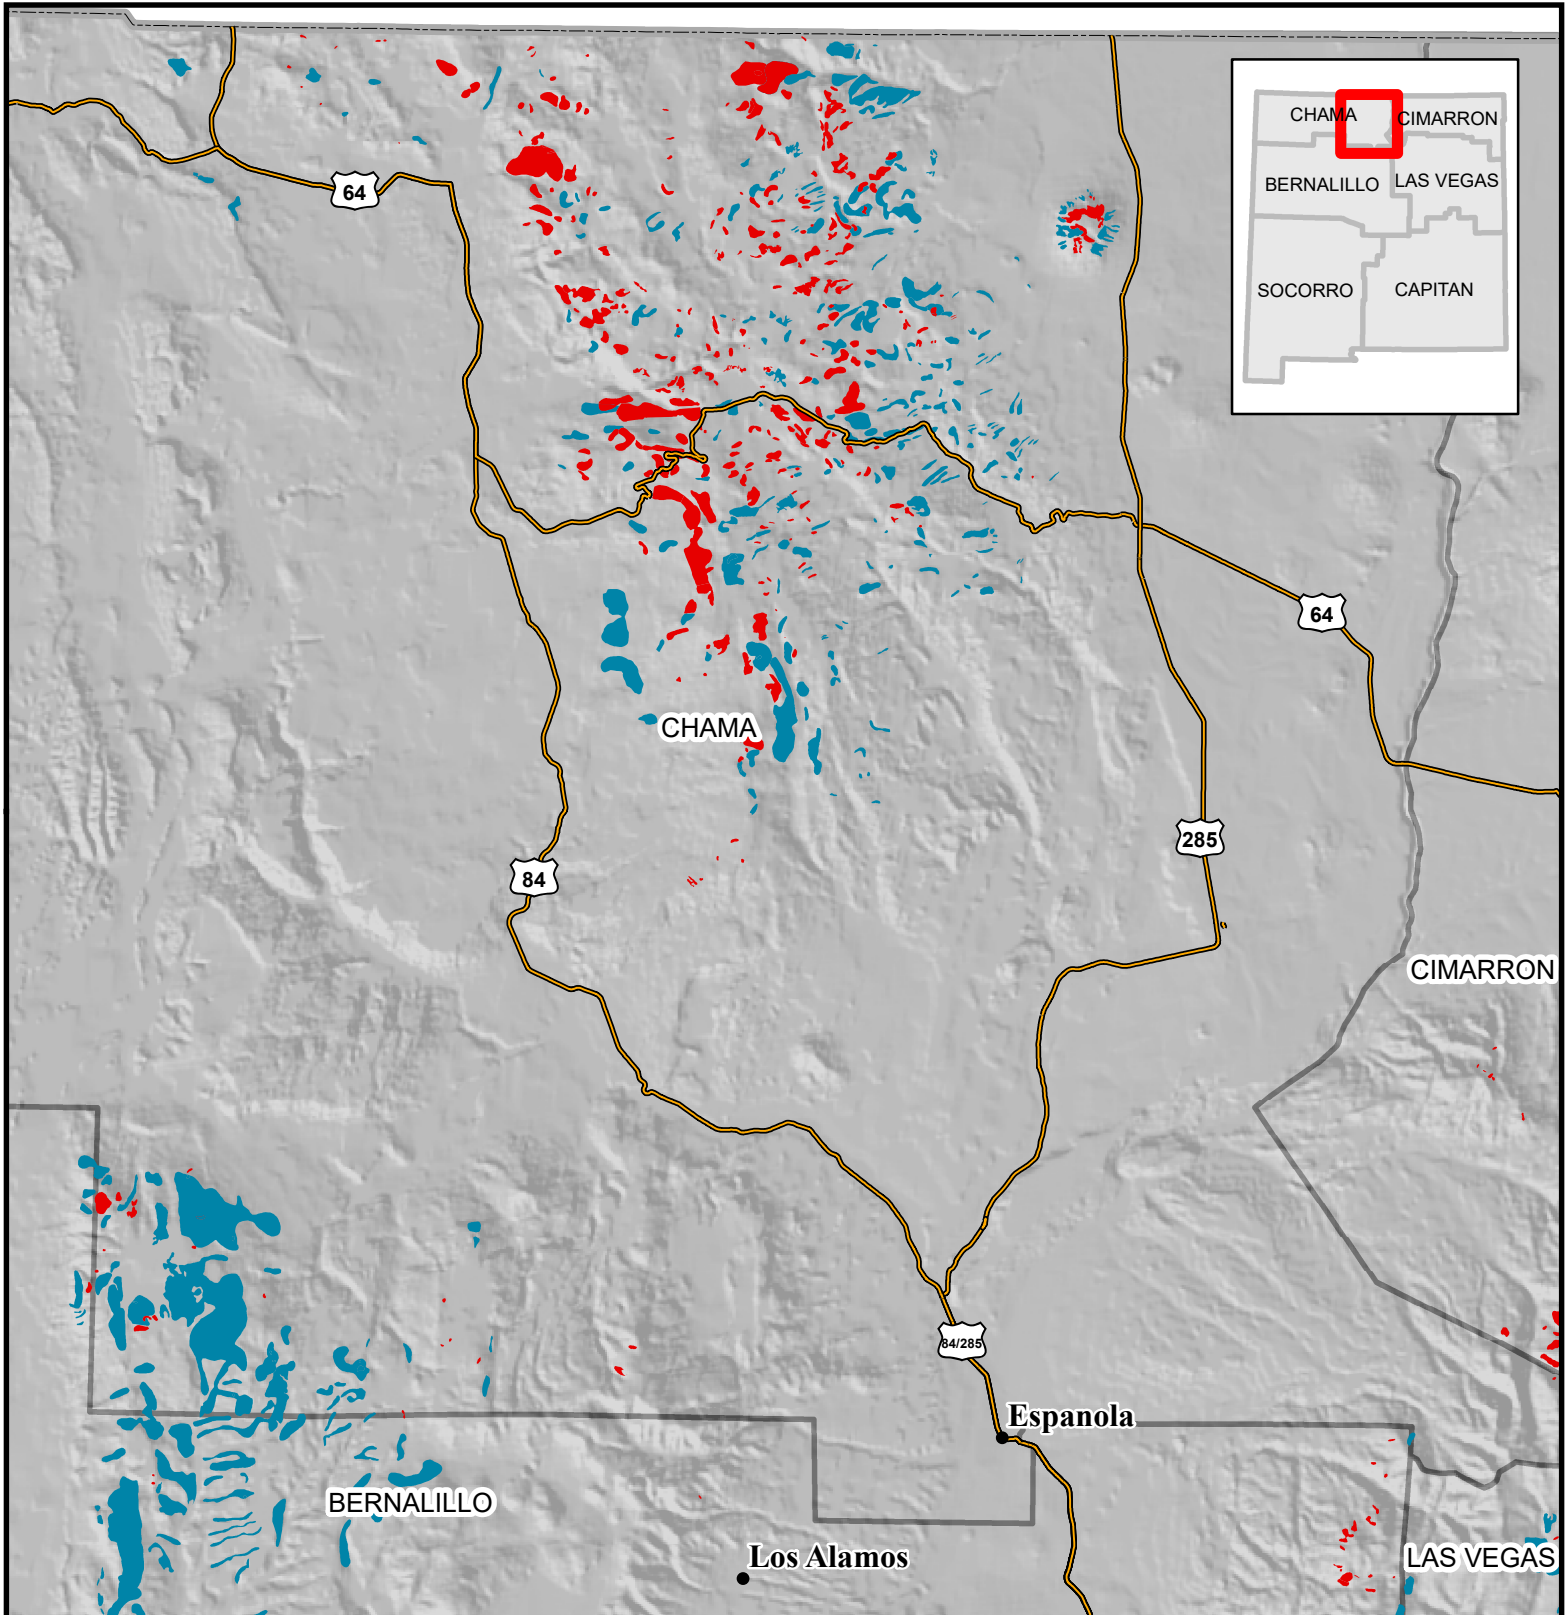 CHAMA
CIMARRON
BERNALILLO
LAS VEGAS
SOCORRO
CAPITAN
64
64
CHAMA
285
84
CIMARRON
84/285
Espanola
BERNALILLO
Los Alamos
LAS VEGAS